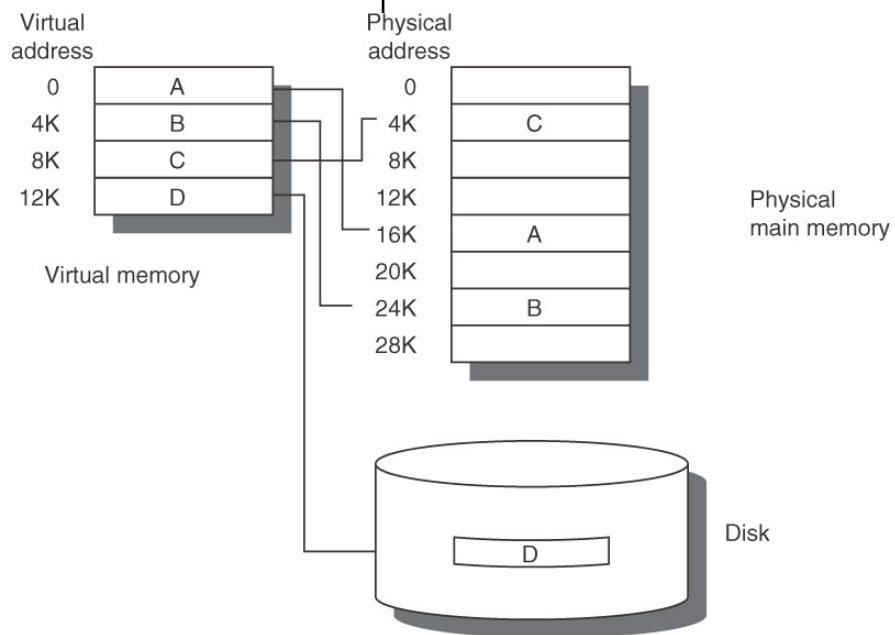 Virtual address
Physical address
0
A
4K
B
8K
C
12K
D
Virtual memory
0
4K
C
8K
12K
16K
A
20K
24K
B
28K
Physical main memory
D
Disk